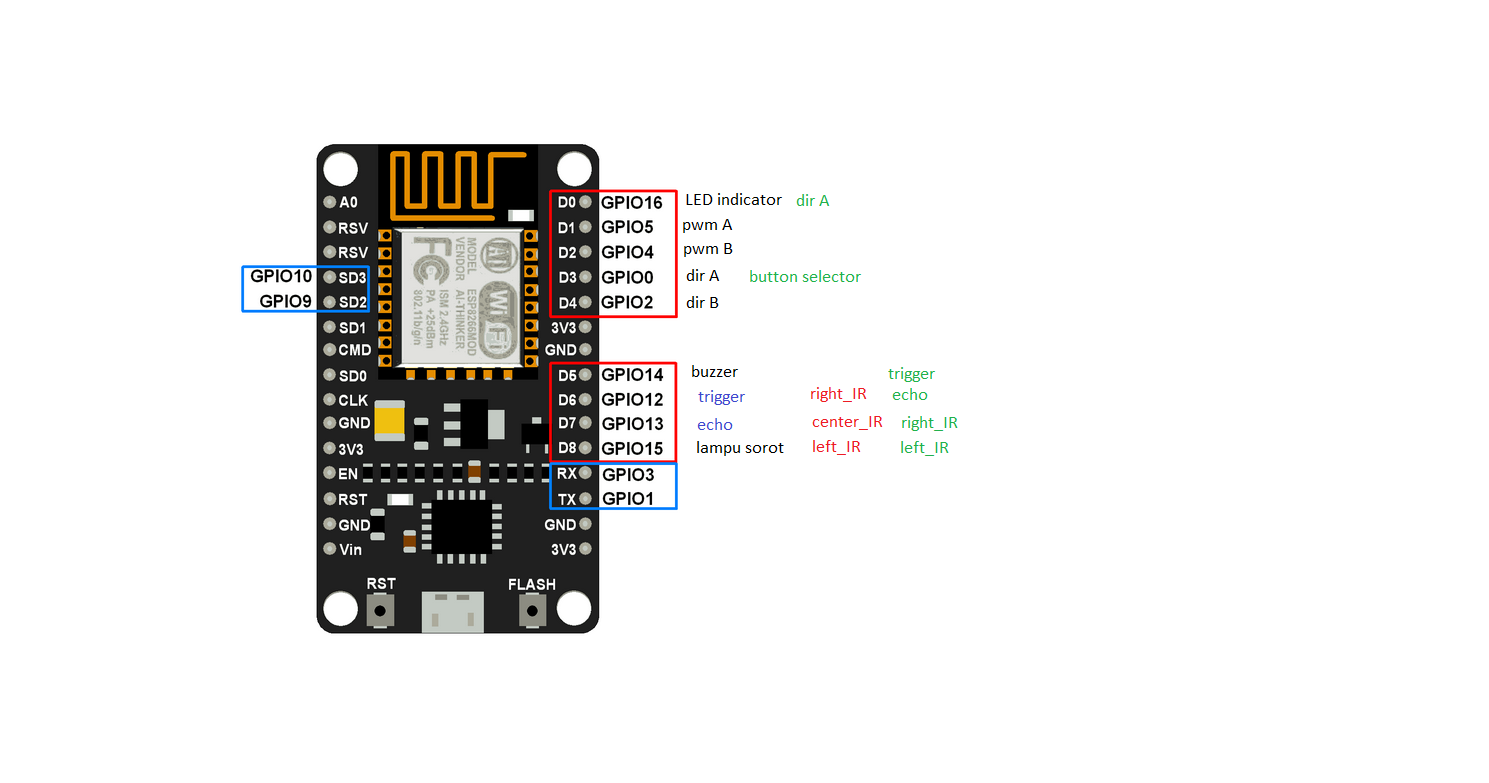 A0
RSV
RSV
GPIO10 SD3
GPIO9 SD2
SD1
CMD
SD0
CLK
GND
3V3
EN
RST
GND
Vin
MODEL
VENDOR
ESP8266MOD
AI-THINKER
ISM 2.4GHz
PA +25dBm
802.11b/g/n
FC
AI
Wi Fi
D0 GPIO16 LED indicator dir A
D1 GPIO5 pwm A
D2 GPIO4 pwm B
D3 GPIO0 dir A button selector
D4 GPIO2 dir B
3V3
GND
D5 GPIO14 buzzer trigger
D6 GPIO12 trigger right_IR echo
D7 GPIO13 echo center_IR right_IR
D8 GPIO15 lampu sorot left_IR left_IR
RX GPIO3
TX GPIO1
GND
3V3
RST
FLASH